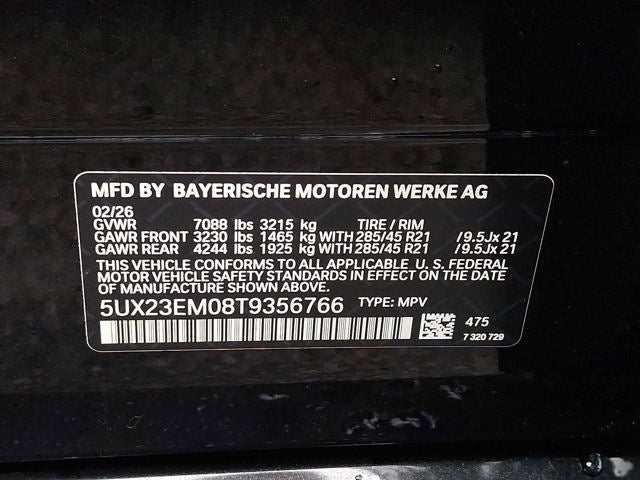 MFD BY BAYERISCHE MOTOREN WERKE AG
02/26
GVWR 7088 lbs 3215 kg TIRE / RIM
GAWR FRONT 3230 lbs 1465 kg WITH 285/45 R21 / 9.5Jx 21
GAWR REAR 4244 lbs 1925 kg WITH 285/45 R21 / 9.5Jx 21
THIS VEHICLE CONFORMS TO ALL APPLICABLE U. S. FEDERAL
MOTOR VEHICLE SAFETY STANDARDS IN EFFECT ON THE DATE
OF MANUFACTURE SHOWN ABOVE.
5UX23EM08T9356766 TYPE: MPV
475
7 320 729